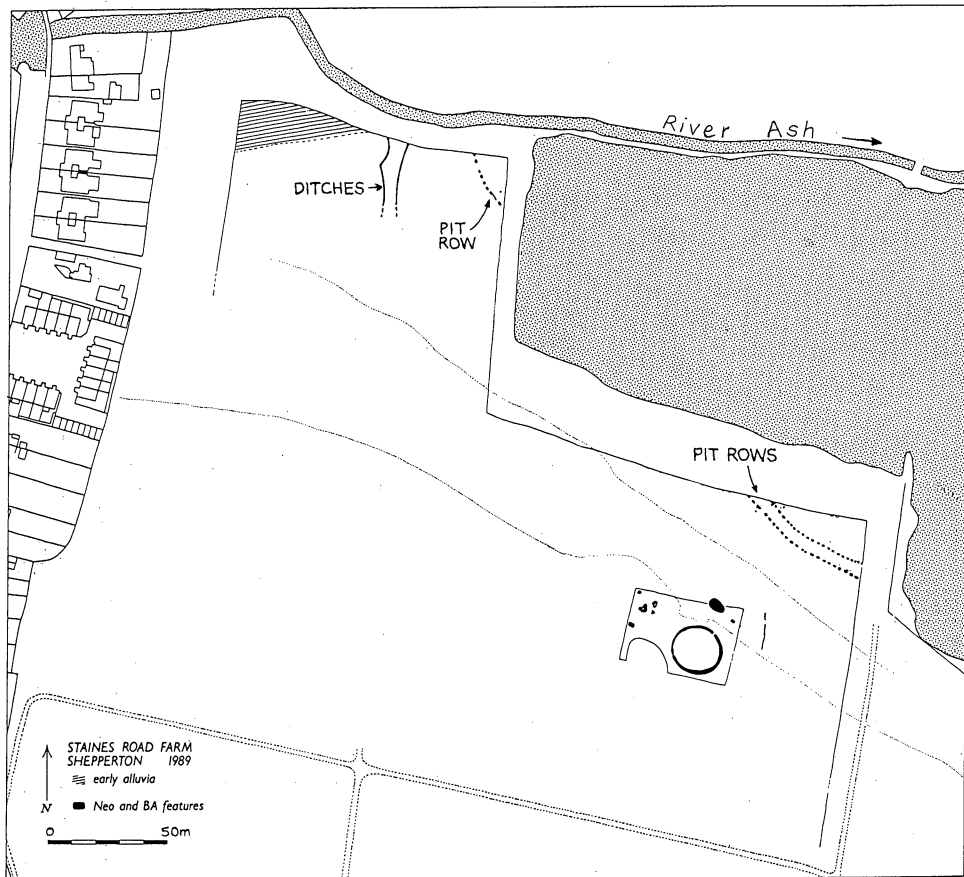 River Ash
DITCHES
PIT
ROW
PIT ROWS
STAINES ROAD FARM
SHEPPERTON 1989
early alluvia
N
Neo and BA features
0 50m